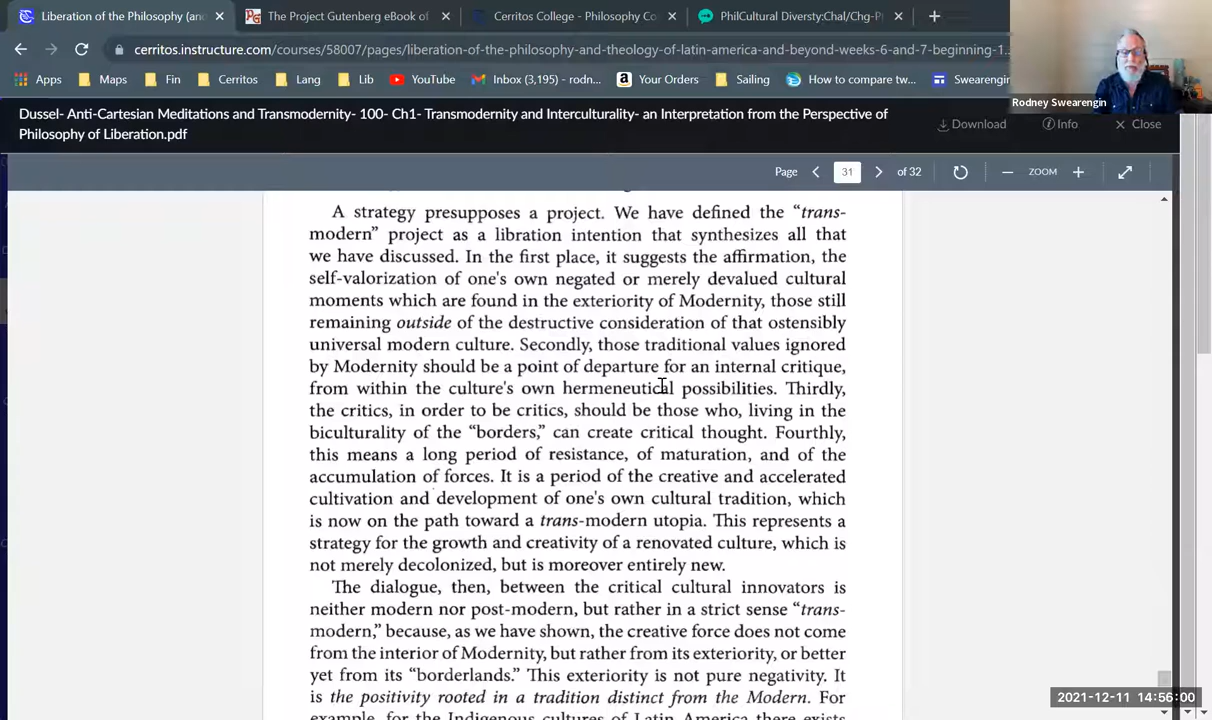 Liberation of the Philosophy (and
The Project Gutenberg eBook of
Cerritos College - Philosophy Co
PhilCultural Diversty:Chal/Chg-P
cerritos.instructure.com/courses/58007/pages/liberation-of-the-philosophy-and-theology-of-latin-america-and-beyond-weeks-6-and-7-beginning-1...
Apps Maps Fin Cerritos Lang Lib YouTube Inbox (3,195) - rodn... Your Orders Sailing How to compare tw... Swearengin
Rodney Swearengin
Dussel- Anti-Cartesian Meditations and Transmodernity- 100- Ch1- Transmodernity and Interculturality- an Interpretation from the Perspective of
Philosophy of Liberation.pdf
Download Info Close
Page 31 of 32 ZOOM
A strategy presupposes a project. We have defined the “trans-
modern” project as a libration intention that synthesizes all that
we have discussed. In the first place, it suggests the affirmation, the
self-valorization of one's own negated or merely devalued cultural
moments which are found in the exteriority of Modernity, those still
remaining outside of the destructive consideration of that ostensibly
universal modern culture. Secondly, those traditional values ignored
by Modernity should be a point of departure for an internal critique,
from within the culture's own hermeneutical possibilities. Thirdly,
the critics, in order to be critics, should be those who, living in the
biculturality of the “borders,” can create critical thought. Fourthly,
this means a long period of resistance, of maturation, and of the
accumulation of forces. It is a period of the creative and accelerated
cultivation and development of one's own cultural tradition, which
is now on the path toward a trans-modern utopia. This represents a
strategy for the growth and creativity of a renovated culture, which is
not merely decolonized, but is moreover entirely new.
The dialogue, then, between the critical cultural innovators is
neither modern nor post-modern, but rather in a strict sense “trans-
modern,” because, as we have shown, the creative force does not come
from the interior of Modernity, but rather from its exteriority, or better
yet from its “borderlands.” This exteriority is not pure negativity. It
is the positivity rooted in a tradition distinct from the Modern. For
example, for the Indigenous cultures of Latin America there exists
2021-12-11 14:56:00